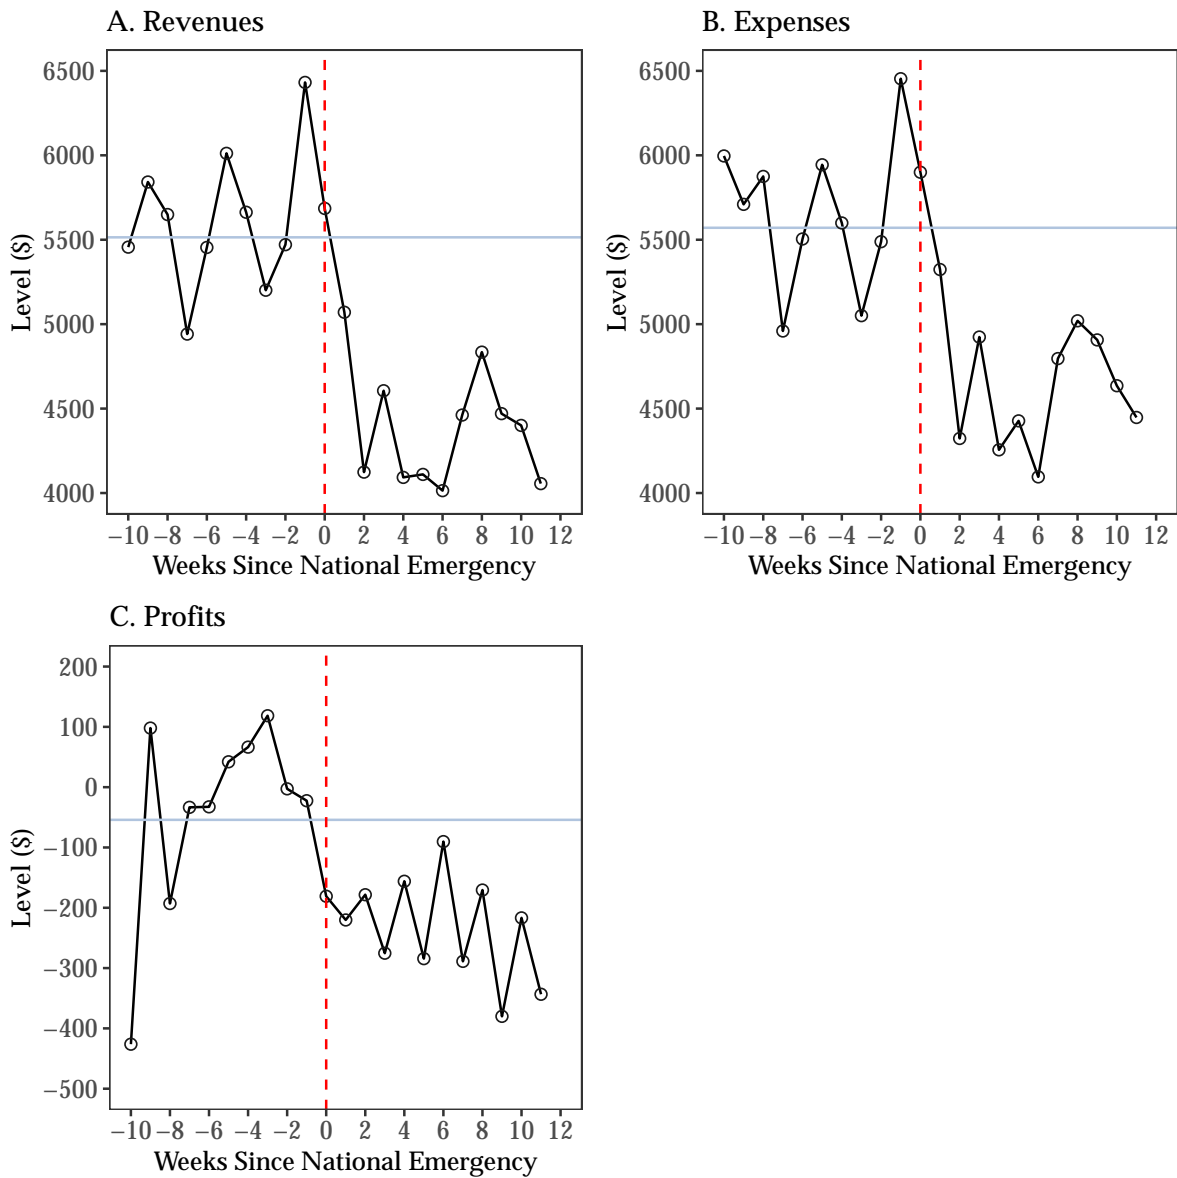 A. Revenues
6500
6000
5500
5000
4500
4000
Level ($)
−10 −8 −6 −4 −2 0 2 4 6 8 10 12
Weeks Since National Emergency
B. Expenses
6500
6000
5500
5000
4500
4000
Level ($)
−10 −8 −6 −4 −2 0 2 4 6 8 10 12
Weeks Since National Emergency
C. Profits
200
100
0
−100
−200
−300
−400
−500
Level ($)
−10 −8 −6 −4 −2 0 2 4 6 8 10 12
Weeks Since National Emergency